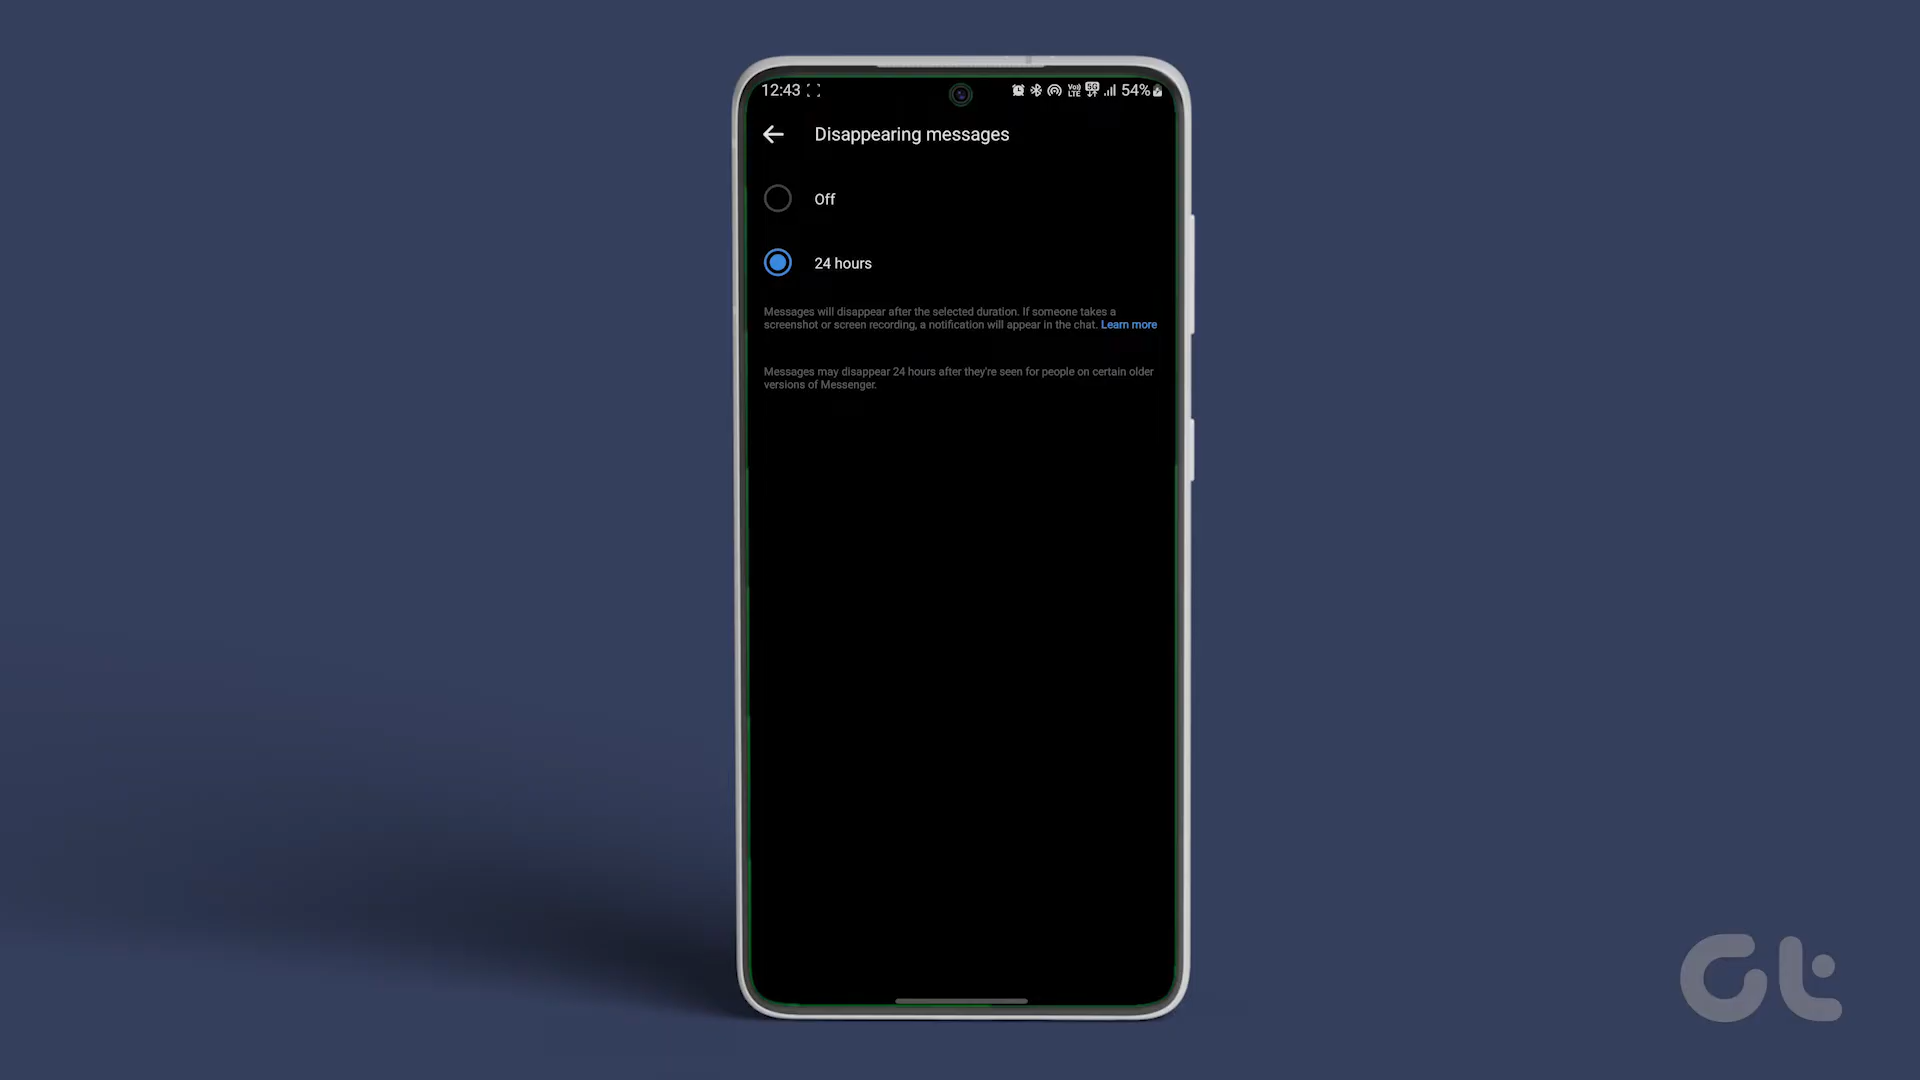 12:43 54%
Disappearing messages
Off
24 hours
Messages will disappear after the selected duration. If someone takes a
screenshot or screen recording, a notification will appear in the chat. Learn more
Messages may disappear 24 hours after they're seen for people on certain older
versions of Messenger.
Gt